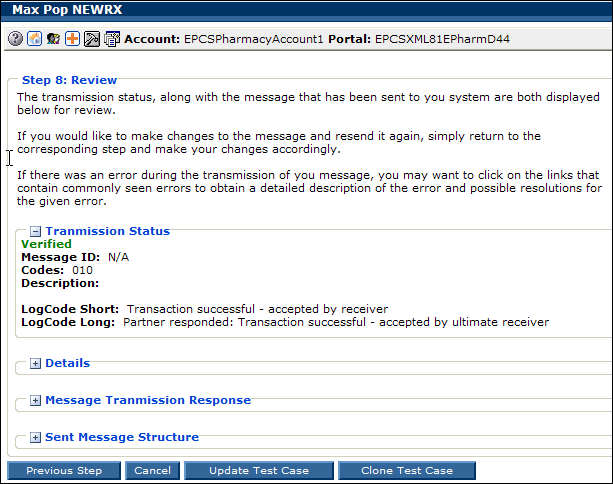 Max Pop NEWRX
Account: EPCSPharmacyAccount1 Portal: EPCSXML81EPharmD44
Step 8: Review
The transmission status, along with the message that has been sent to you system are both displayed
below for review.
If you would like to make changes to the message and resend it again, simply return to the
corresponding step and make your changes accordingly.
If there was an error during the transmission of you message, you may want to click on the links that
contain commonly seen errors to obtain a detailed description of the error and possible resolutions for
the given error.
Tranmission Status
Verified
Message ID: N/A
Codes: 010
Description:
LogCode Short: Transaction successful - accepted by receiver
LogCode Long: Partner responded: Transaction successful - accepted by ultimate receiver
Details
Message Tranmission Response
Sent Message Structure
Previous Step Cancel Update Test Case Clone Test Case